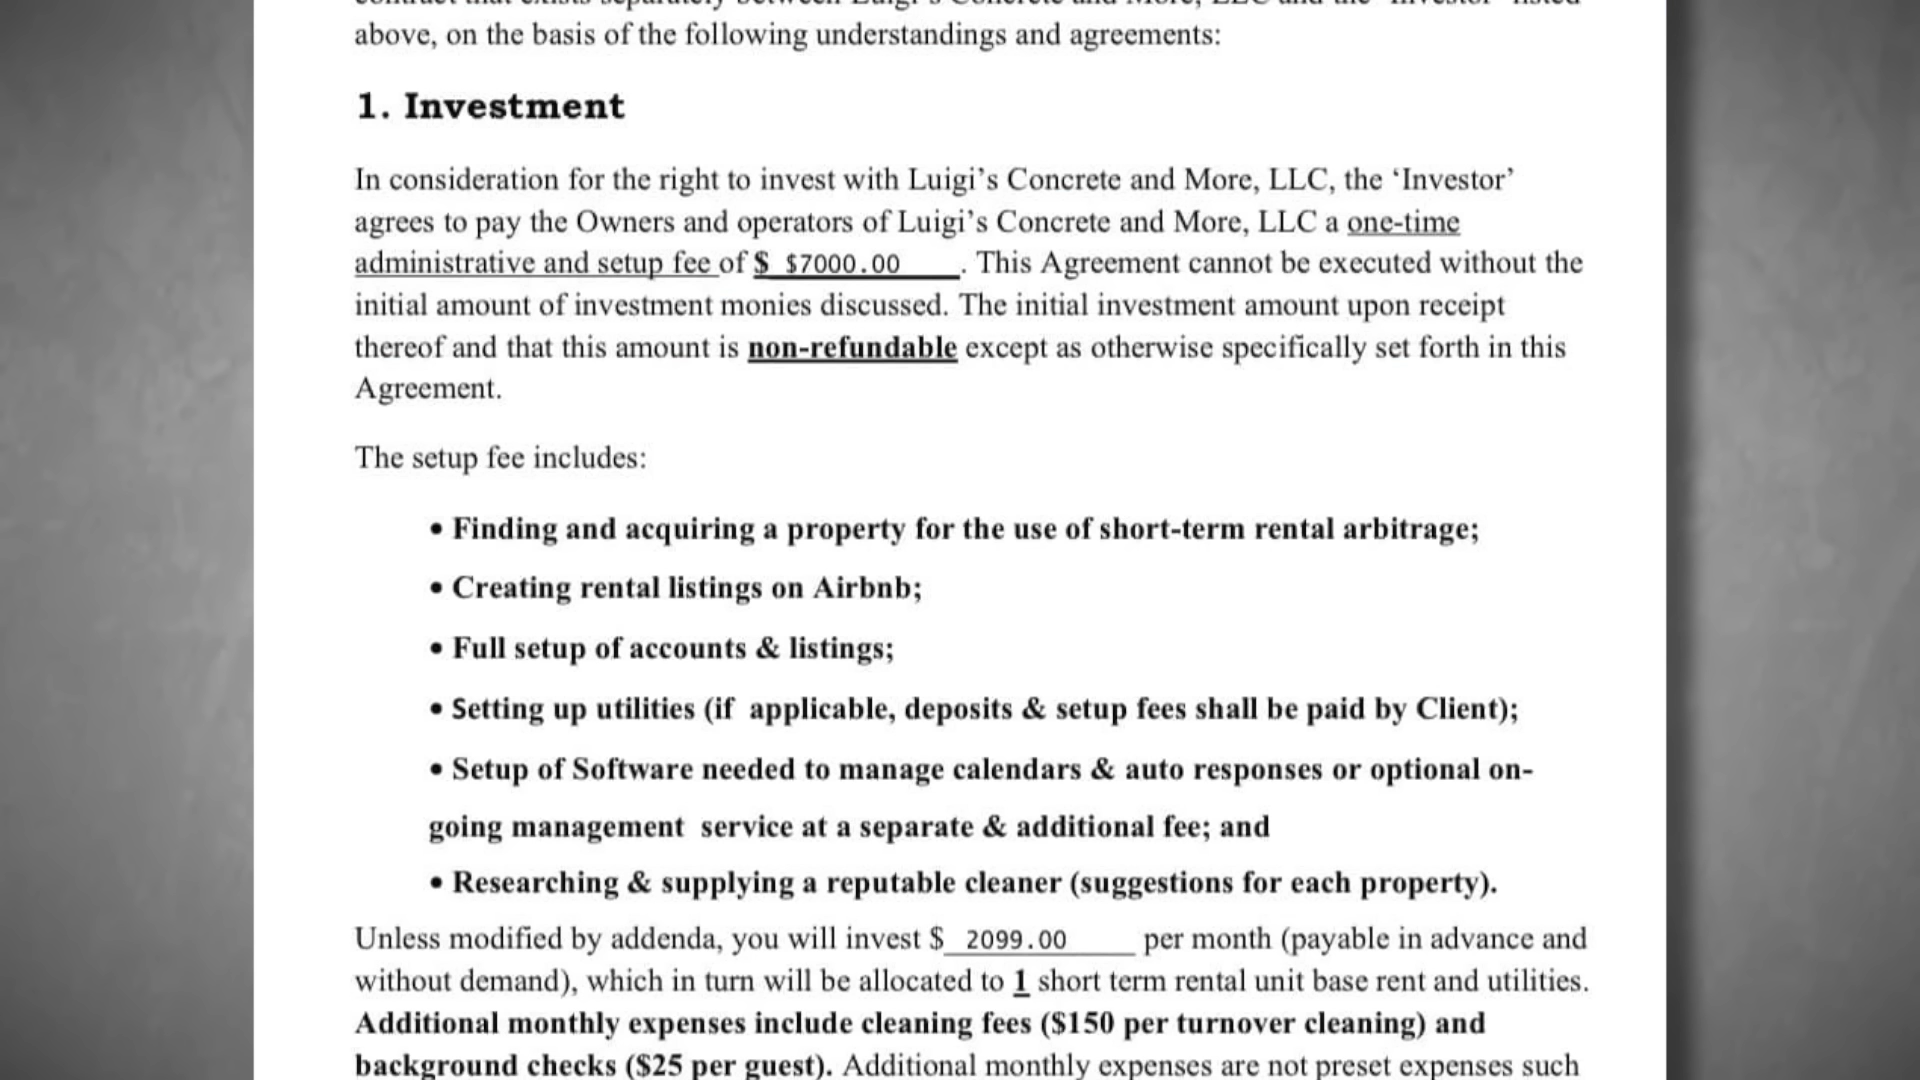 above, on the basis of the following understandings and agreements:
1. Investment
In consideration for the right to invest with Luigi’s Concrete and More, LLC, the ‘Investor’
agrees to pay the Owners and operators of Luigi’s Concrete and More, LLC a one-time
administrative and setup fee of $ $7000.00 . This Agreement cannot be executed without the
initial amount of investment monies discussed. The initial investment amount upon receipt
thereof and that this amount is non-refundable except as otherwise specifically set forth in this
Agreement.
The setup fee includes:
• Finding and acquiring a property for the use of short-term rental arbitrage;
• Creating rental listings on Airbnb;
• Full setup of accounts & listings;
• Setting up utilities (if applicable, deposits & setup fees shall be paid by Client);
• Setup of Software needed to manage calendars & auto responses or optional on-
going management service at a separate & additional fee; and
• Researching & supplying a reputable cleaner (suggestions for each property).
Unless modified by addenda, you will invest $ 2099.00 per month (payable in advance and
without demand), which in turn will be allocated to 1 short term rental unit base rent and utilities.
Additional monthly expenses include cleaning fees ($150 per turnover cleaning) and
background checks ($25 per guest). Additional monthly expenses are not preset expenses such